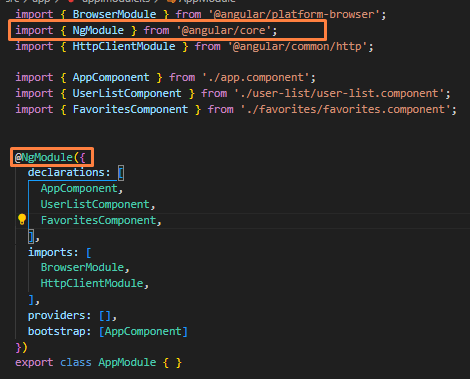 import { BrowserModule } from '@angular/platform-browser';
import { NgModule } from '@angular/core';
import { HttpClientModule } from '@angular/common/http';
import { AppComponent } from './app.component';
import { UserListComponent } from './user-list/user-list.component';
import { FavoritesComponent } from './favorites/favorites.component';
@NgModule({
declarations: [
AppComponent,
UserListComponent,
FavoritesComponent,
],
imports: [
BrowserModule,
HttpClientModule,
],
providers: [],
bootstrap: [AppComponent]
})
export class AppModule { }